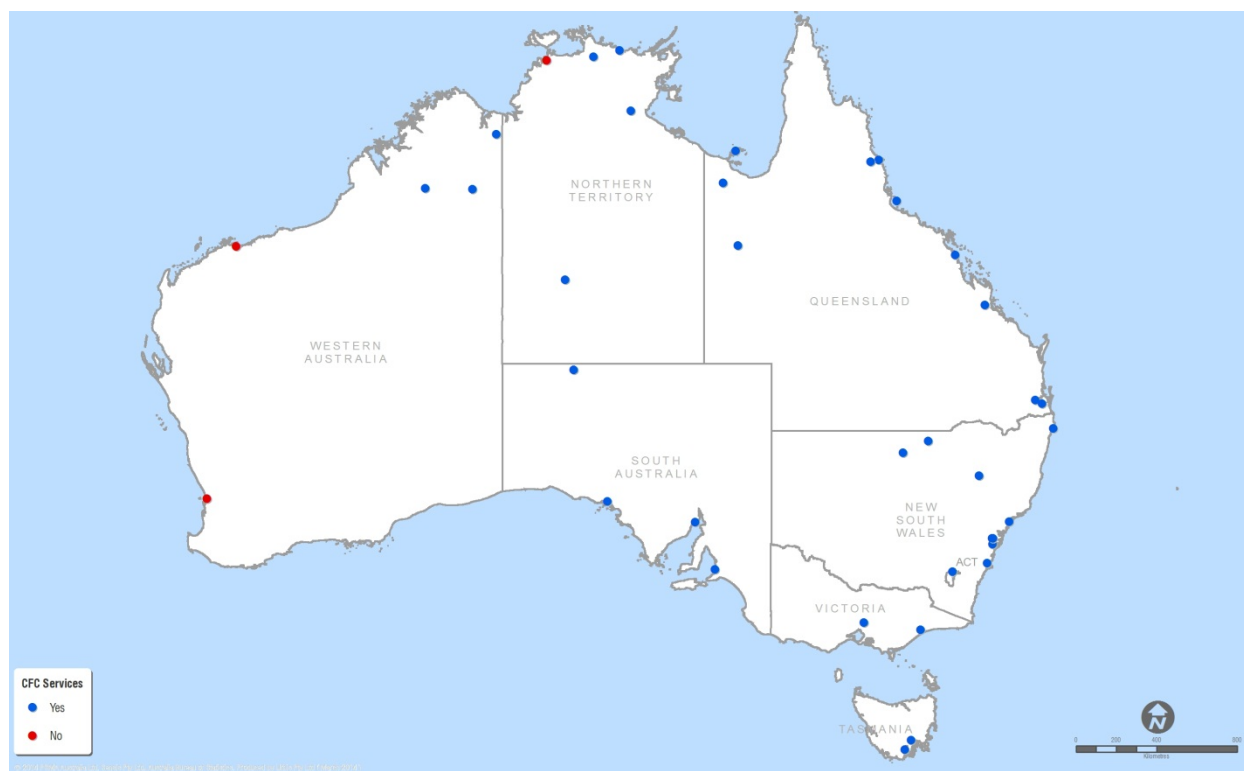 NORTHERN
TERRITORY
QUEENSLAND
WESTERN
AUSTRALIA
SOUTH
AUSTRALIA
NEW
SOUTH
WALES
ACT
VICTORIA
TASMANIA
CFC Services
Yes
No
N
0 200 400 800
Kilometres